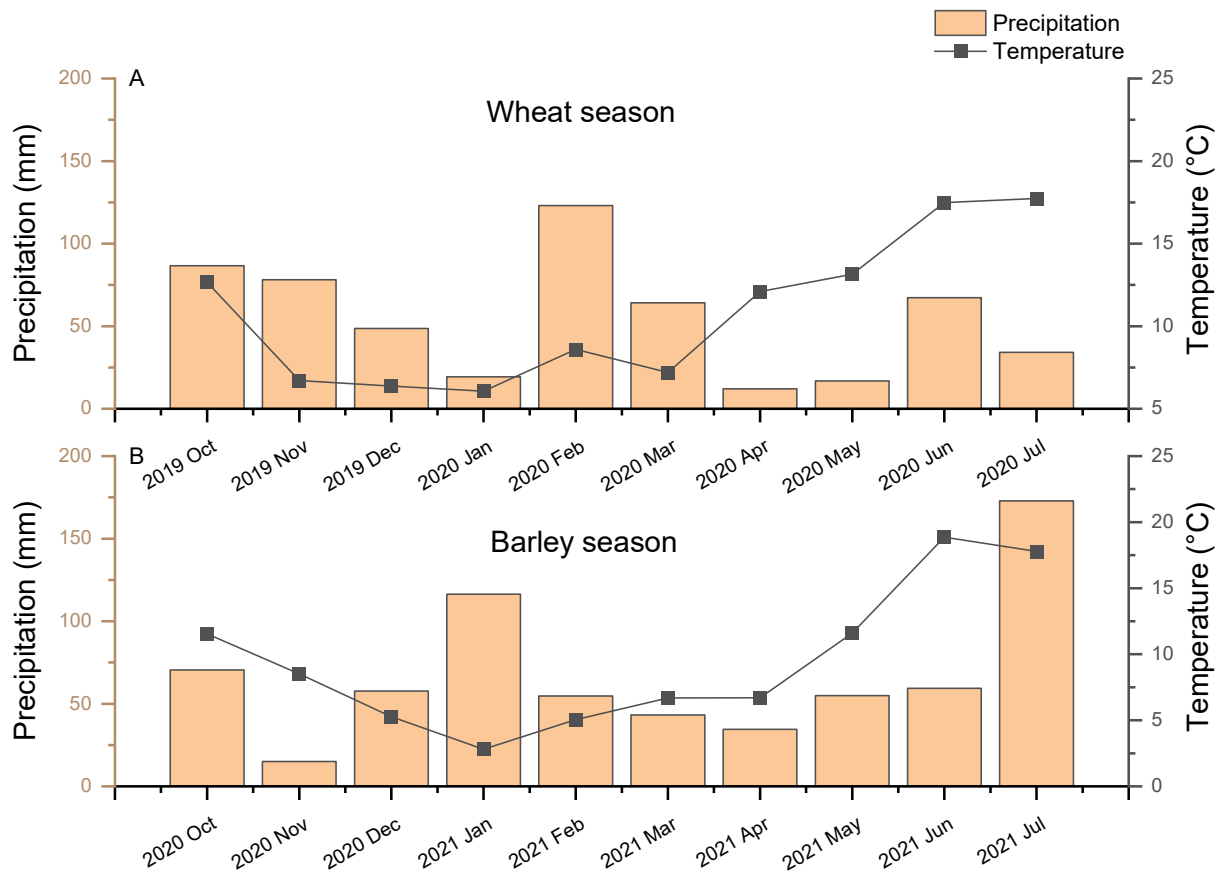 Precipitation
Temperature
A
Wheat season
Precipitation (mm)
200
150
100
50
0
Temperature (°C)
25
20
15
10
5
2019 Oct
2019 Nov
2019 Dec
2020 Jan
2020 Feb
2020 Mar
2020 Apr
2020 May
2020 Jun
2020 Jul
B
Barley season
Precipitation (mm)
200
150
100
50
0
Temperature (°C)
25
20
15
10
5
0
2020 Oct
2020 Nov
2020 Dec
2021 Jan
2021 Feb
2021 Mar
2021 Apr
2021 May
2021 Jun
2021 Jul